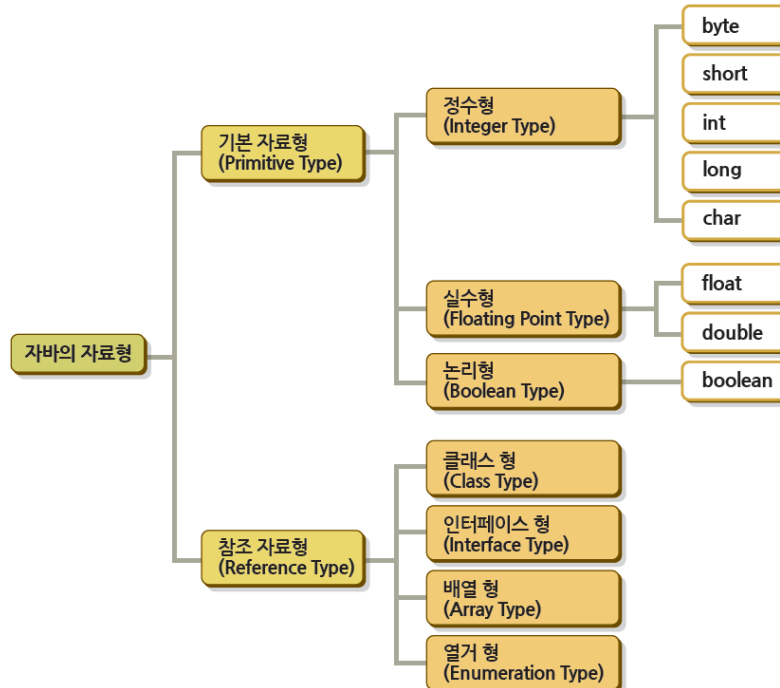 자바의 자료형
기본 자료형
(Primitive Type)
정수형
(Integer Type)
byte
short
int
long
char
실수형
(Floating Point Type)
float
double
논리형
(Boolean Type)
boolean
참조 자료형
(Reference Type)
클래스 형
(Class Type)
인터페이스 형
(Interface Type)
배열 형
(Array Type)
열거 형
(Enumeration Type)